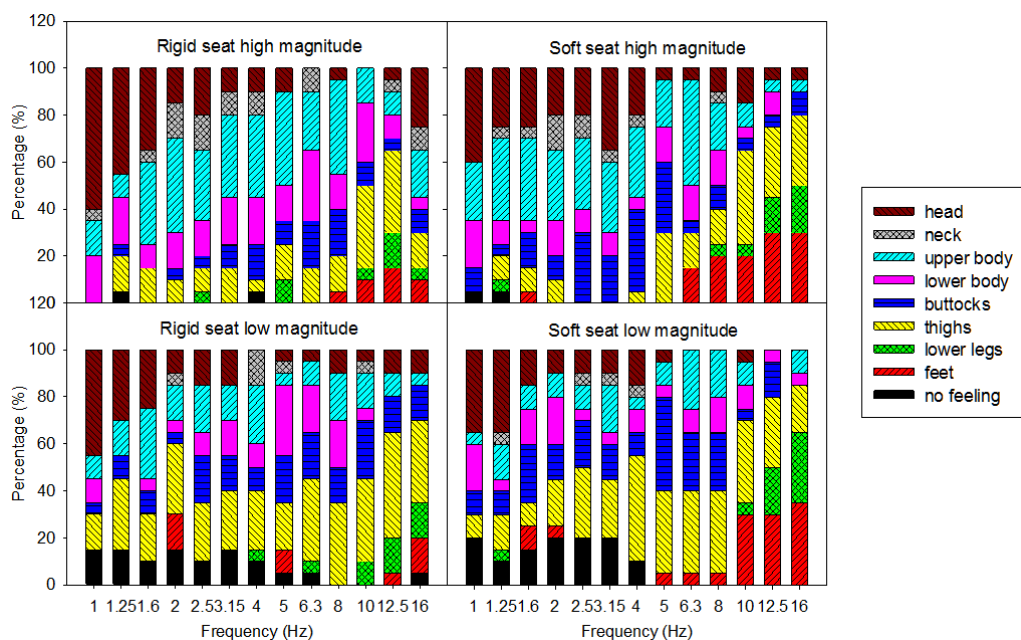 120
100
80
60
40
20
Percentage (%)
Rigid seat high magnitude
Soft seat high magnitude
120
100
80
60
40
20
0
Percentage (%)
Rigid seat low magnitude
Soft seat low magnitude
1 1.25 1.6 2 2.5 3.15 4 5 6.3 8 10 12.5 16
1 1.25 1.6 2 2.5 3.15 4 5 6.3 8 10 12.5 16
Frequency (Hz)
Frequency (Hz)
head
neck
upper body
lower body
buttocks
thighs
lower legs
feet
no feeling